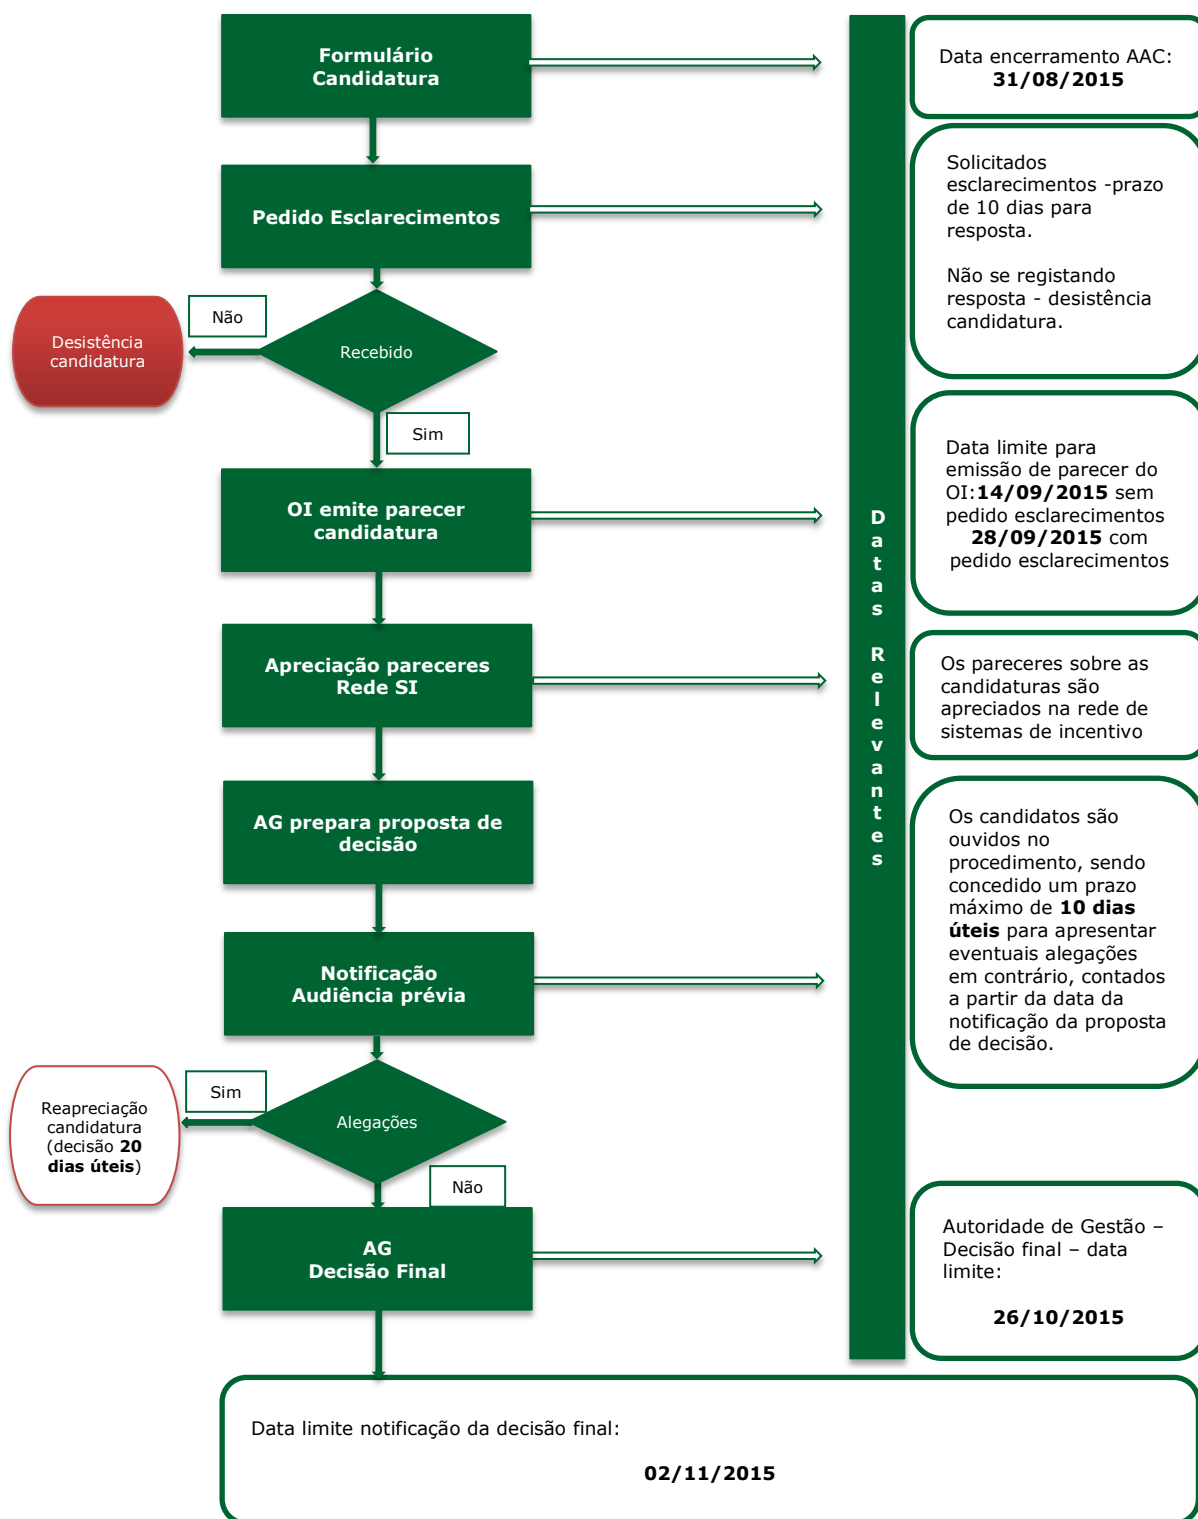 Formulário
Candidatura
Data encerramento AAC:
31/08/2015
Pedido Esclarecimentos
Solicitados
esclarecimentos -prazo
de 10 dias para
resposta.
Não se registando
resposta - desistência
candidatura.
Não
Desistência
candidatura
Recebido
Sim
OI emite parecer
candidatura
Data limite para
emissão de parecer do
OI:14/09/2015 sem
pedido esclarecimentos
28/09/2015 com
pedido esclarecimentos
Datas Relevantes
Apreciação pareceres
Rede SI
Os pareceres sobre as
candidaturas são
apreciados na rede de
sistemas de incentivo
AG prepara proposta de
decisão
Notificação
Audiência prévia
Os candidatos são
ouvidos no
procedimento, sendo
concedido um prazo
máximo de 10 dias
úteis para apresentar
eventuais alegações
em contrário, contados
a partir da data da
notificação da proposta
de decisão.
Sim
Reapreciação
candidatura
(decisão 20
dias úteis)
Alegações
Não
AG
Decisão Final
Autoridade de Gestão –
Decisão final – data
limite:
26/10/2015
Data limite notificação da decisão final:
02/11/2015